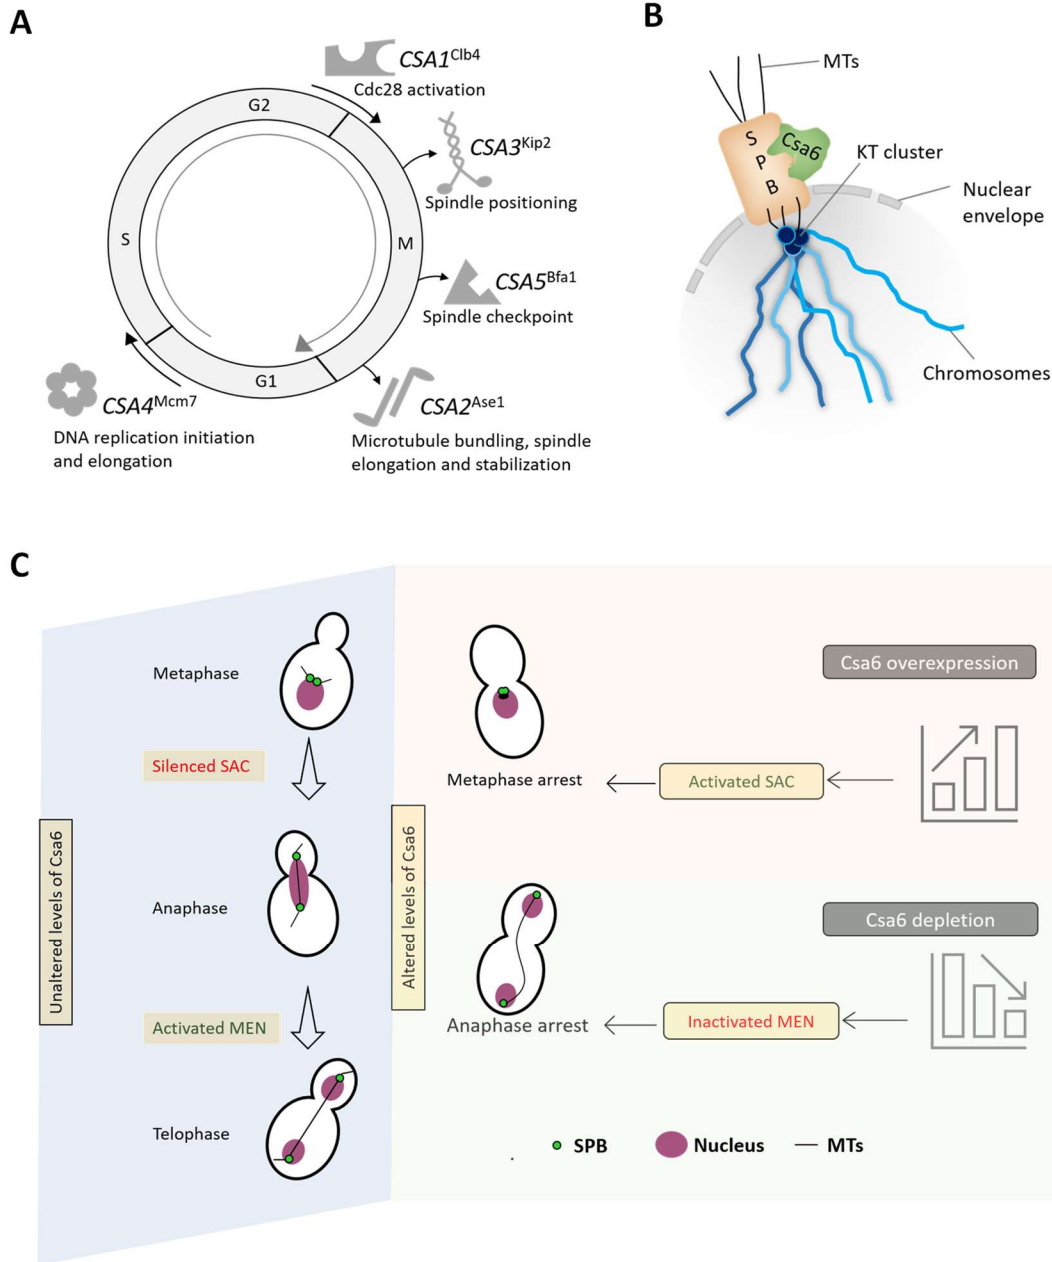 A
CSA1Clb4
Cdc28 activation
G2
CSA3Kip2
Spindle positioning
S
M
CSA5Bfa1
Spindle checkpoint
G1
CSA4Mcm7
DNA replication initiation
and elongation
CSA2Ase1
Microtubule bundling, spindle
elongation and stabilization
B
MTs
S
P
B
Csa6
KT cluster
Nuclear
envelope
Chromosomes
C
Unaltered levels of Csa6
Metaphase
Silenced SAC
Anaphase
Activated MEN
Telophase
Altered levels of Csa6
Csa6 overexpression
Metaphase arrest
Activated SAC
Csa6 depletion
Anaphase arrest
Inactivated MEN
SPB
Nucleus
MTs